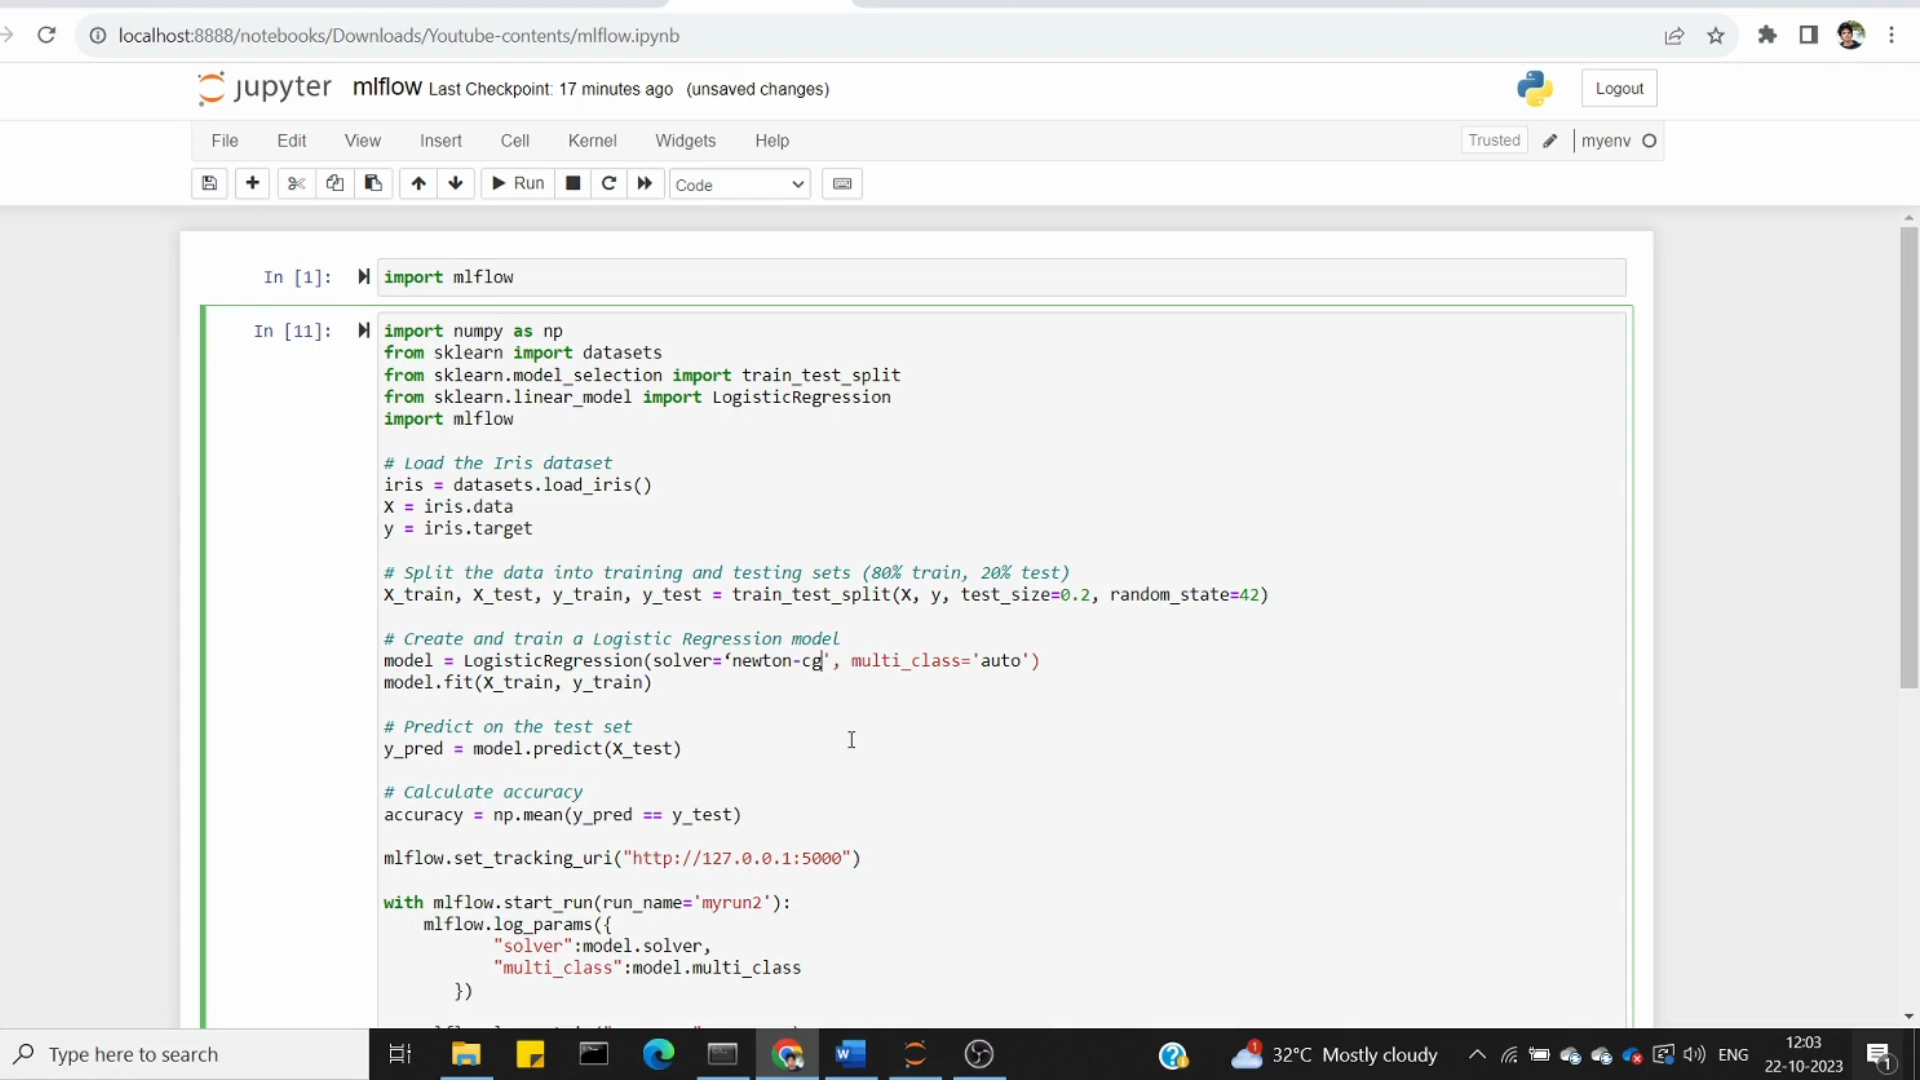 localhost:8888/notebooks/Downloads/Youtube-contents/mlflow.ipynb
jupyter mlflow Last Checkpoint: 17 minutes ago (unsaved changes)
Logout
File Edit View Insert Cell Kernel Widgets Help
Trusted
myenv
Run
Code
In [1]:
import mlflow
In [11]:
import numpy as np
from sklearn import datasets
from sklearn.model_selection import train_test_split
from sklearn.linear_model import LogisticRegression
import mlflow
# Load the Iris dataset
iris = datasets.load_iris()
X = iris.data
y = iris.target
# Split the data into training and testing sets (80% train, 20% test)
X_train, X_test, y_train, y_test = train_test_split(X, y, test_size=0.2, random_state=42)
# Create and train a Logistic Regression model
model = LogisticRegression(solver=‘newton-cg', multi_class='auto')
model.fit(X_train, y_train)
# Predict on the test set
y_pred = model.predict(X_test)
# Calculate accuracy
accuracy = np.mean(y_pred == y_test)
mlflow.set_tracking_uri("http://127.0.0.1:5000")
with mlflow.start_run(run_name='myrun2'):
mlflow.log_params({
"solver":model.solver,
"multi_class":model.multi_class
})
Type here to search
32°C Mostly cloudy
ENG
12:03
22-10-2023
1
1